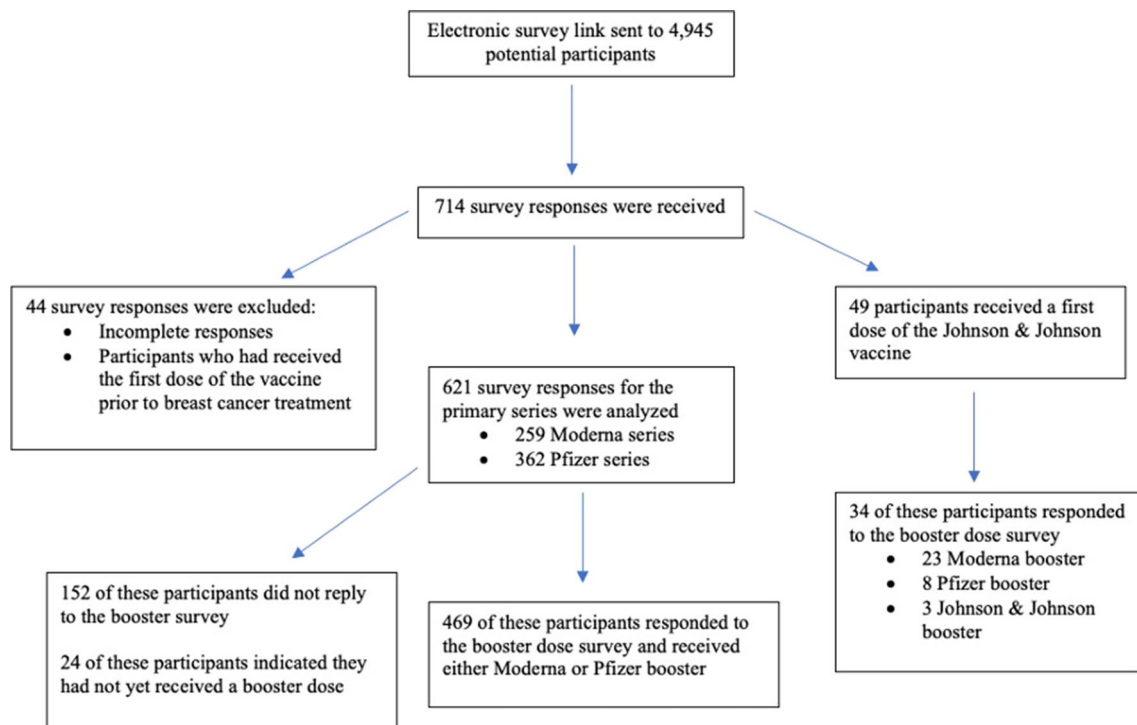 Electronic survey link sent to 4,945
potential participants
714 survey responses were received
44 survey responses were excluded:
• Incomplete responses
• Participants who had received
the first dose of the vaccine
prior to breast cancer treatment
621 survey responses for the
primary series were analyzed
• 259 Moderna series
• 362 Pfizer series
49 participants received a first
dose of the Johnson & Johnson
vaccine
152 of these participants did not reply
to the booster survey
24 of these participants indicated they
had not yet received a booster dose
469 of these participants responded to
the booster dose survey and received
either Moderna or Pfizer booster
34 of these participants responded
to the booster dose survey
• 23 Moderna booster
• 8 Pfizer booster
• 3 Johnson & Johnson
booster